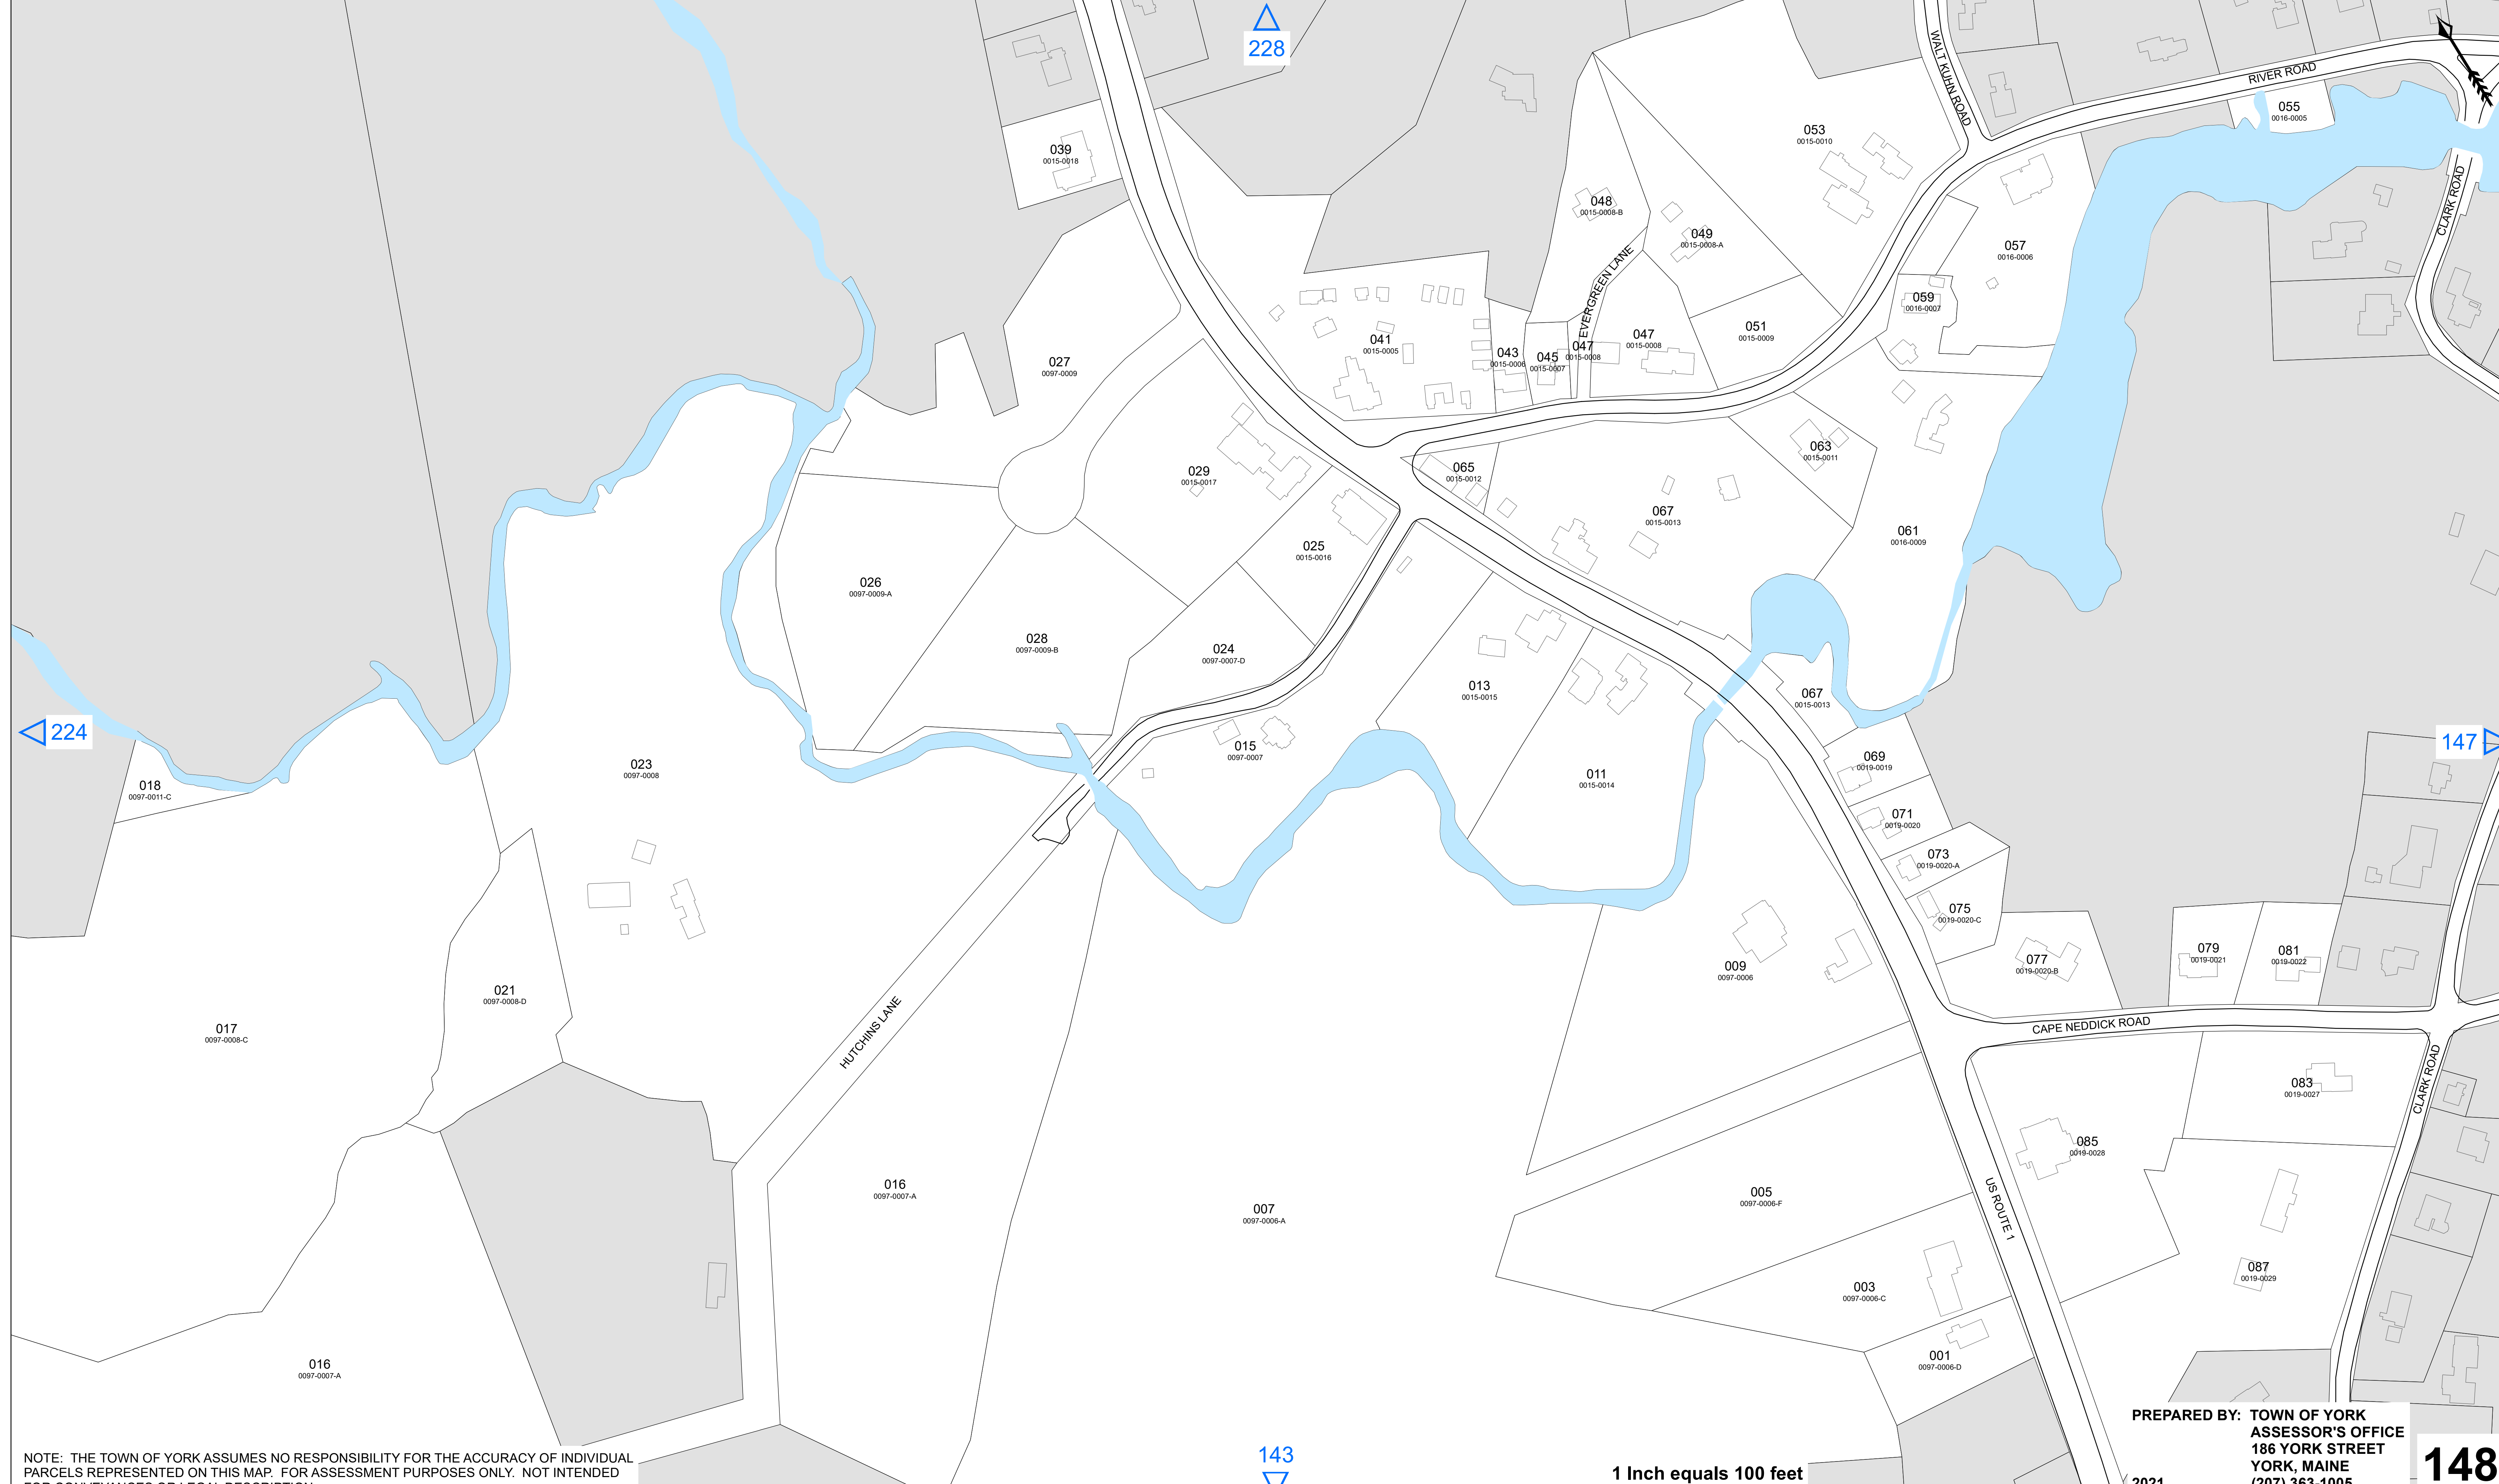 228
WALT KUHN ROAD
RIVER ROAD
055
0016-0005
053
0015-0010
039
0015-0018
CLARK ROAD
048
0015-0008-B
049
0015-0008-A
057
0016-0006
EVERGREEN LANE
059
0016-0007
051
0015-0009
041
0015-0005
047
0015-0008
047
0015-0008
043
0015-0006
045
0015-0007
027
0097-0009
063
0015-0011
065
0015-0012
029
0015-0017
067
0015-0013
061
0016-0009
025
0015-0016
026
0097-0009-A
028
0097-0009-B
024
0097-0007-D
013
0015-0015
067
0015-0013
224
147
015
0097-0007
069
0019-0019
023
0097-0008
011
0015-0014
018
0097-0011-C
071
0019-0020
073
0019-0020-A
075
0019-0020-C
079
0019-0021
081
0019-0022
077
0019-0020-B
009
0097-0006
021
0097-0008-D
CAPE NEDDICK ROAD
017
0097-0008-C
HUTCHINS LANE
CLARK ROAD
083
0019-0027
085
0019-0028
016
0097-0007-A
005
0097-0006-F
007
0097-0006-A
US ROUTE 1
087
0019-0029
003
0097-0006-C
001
0097-0006-D
016
0097-0007-A
NOTE: THE TOWN OF YORK ASSUMES NO RESPONSIBILITY FOR THE ACCURACY OF INDIVIDUAL
PARCELS REPRESENTED ON THIS MAP. FOR ASSESSMENT PURPOSES ONLY. NOT INTENDED
FOR CONVEYANCES OR LEGAL DESCRIPTION
143
1 Inch equals 100 feet
PREPARED BY: TOWN OF YORK
ASSESSOR'S OFFICE
186 YORK STREET
YORK, MAINE
2021 (207) 363-1005
148